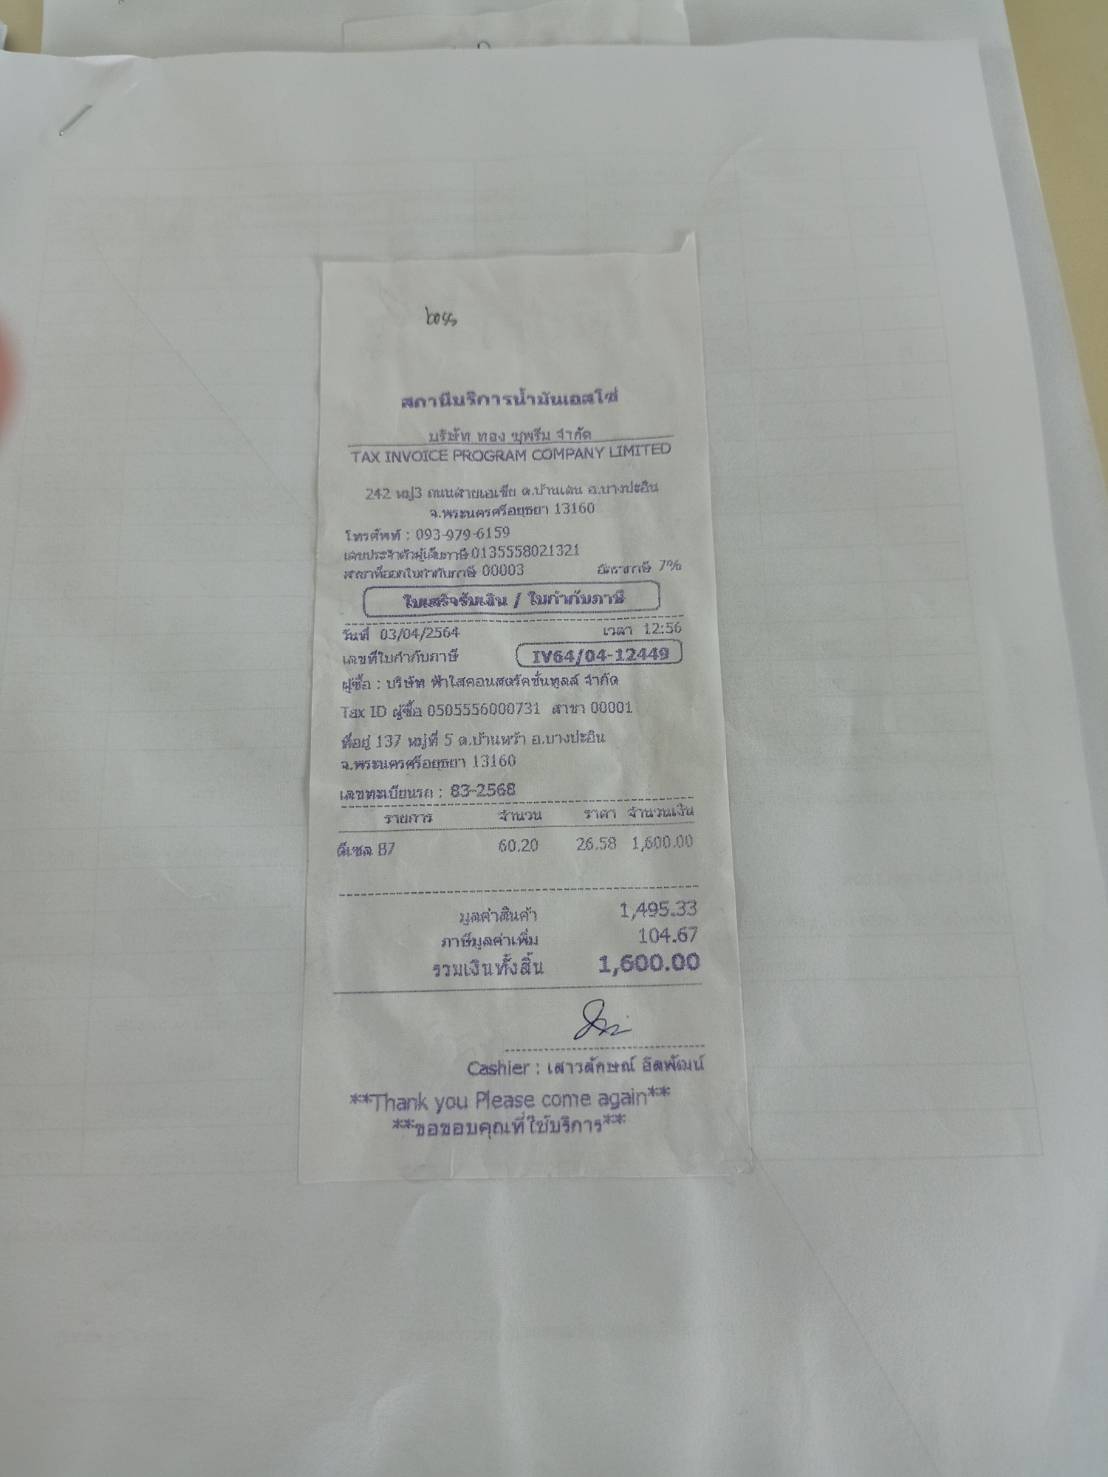 boss
สถานีบริการน้ำมันเอสโซ่
บริษัท ทอง ซุพรีม จำกัด
TAX INVOICE PROGRAM COMPANY LIMITED
242 หมู่3 ถนนสายเอเซีย ต.บ้านเลน อ.บางปะอิน
จ.พระนครศรีอยุธยา 13160
โทรศัพท์ : 093-979-6159
เลขประจำตัวผู้เสียภาษี 0135558021321
สาขาที่ออกใบกำกับภาษี 00003 อัตราภาษี 7%
ใบเสร็จรับเงิน / ใบกำกับภาษี
วันที่ 03/04/2564 เวลา 12:56
เลขที่ใบกำกับภาษี IV64/04-12449
ผู้ซื้อ : บริษัท ฟ้าใสคอนสตรัคชั่นทูลส์ จำกัด
Tax ID ผู้ซื้อ 0505556000731 สาขา 00001
ที่อยู่ 137 หมู่ที่ 5 ต.บ้านหว้า อ.บางปะอิน
จ.พระนครศรีอยุธยา 13160
เลขทะเบียนรถ : 83-2568
รายการ จำนวน ราคา จำนวนเงิน
ดีเซล B7 60.20 26.58 1,600.00
มูลค่าสินค้า 1,495.33
ภาษีมูลค่าเพิ่ม 104.67
รวมเงินทั้งสิ้น 1,600.00
Cashier : เสาวลักษณ์
**Thank you Please come again**
**ขอขอบคุณที่ใช้บริการ**